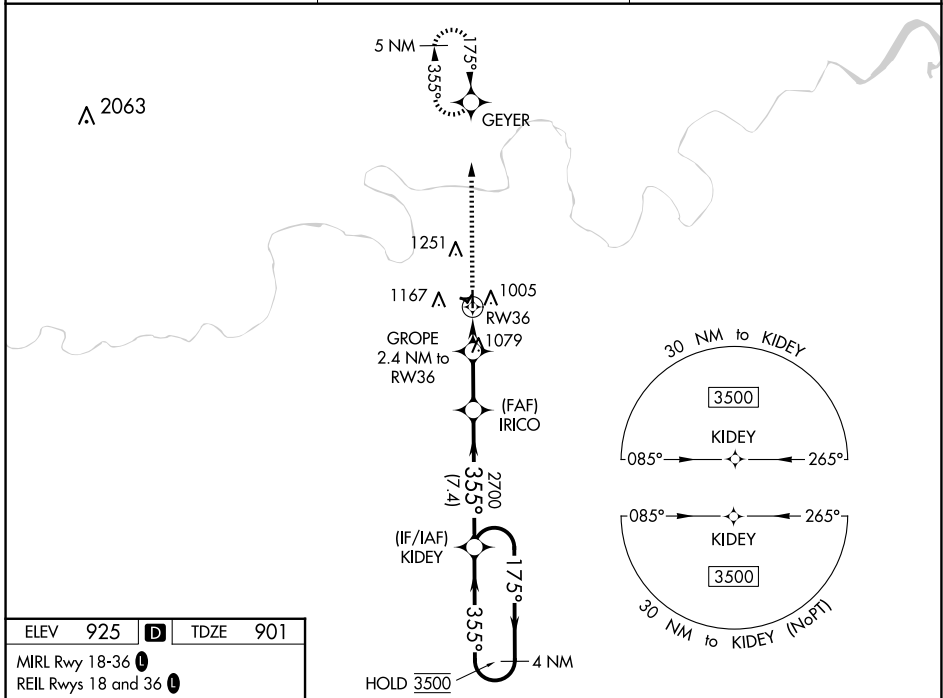 5 NM
175°
355°
GEYER
2063
1251
1167
1005
RW36
GROPE
2.4 NM to
RW36
1079
(FAF)
IRICO
2700
355°
(7.4)
(IF/IAF)
KIDEY
175°
355°
4 NM
HOLD 3500
30 NM to KIDEY
3500
KIDEY
085°
265°
085°
265°
KIDEY
3500
30 NM to KIDEY (NoPT)
ELEV 925 D TDZE 901
MIRL Rwy 18-36 L
REIL Rwys 18 and 36 L